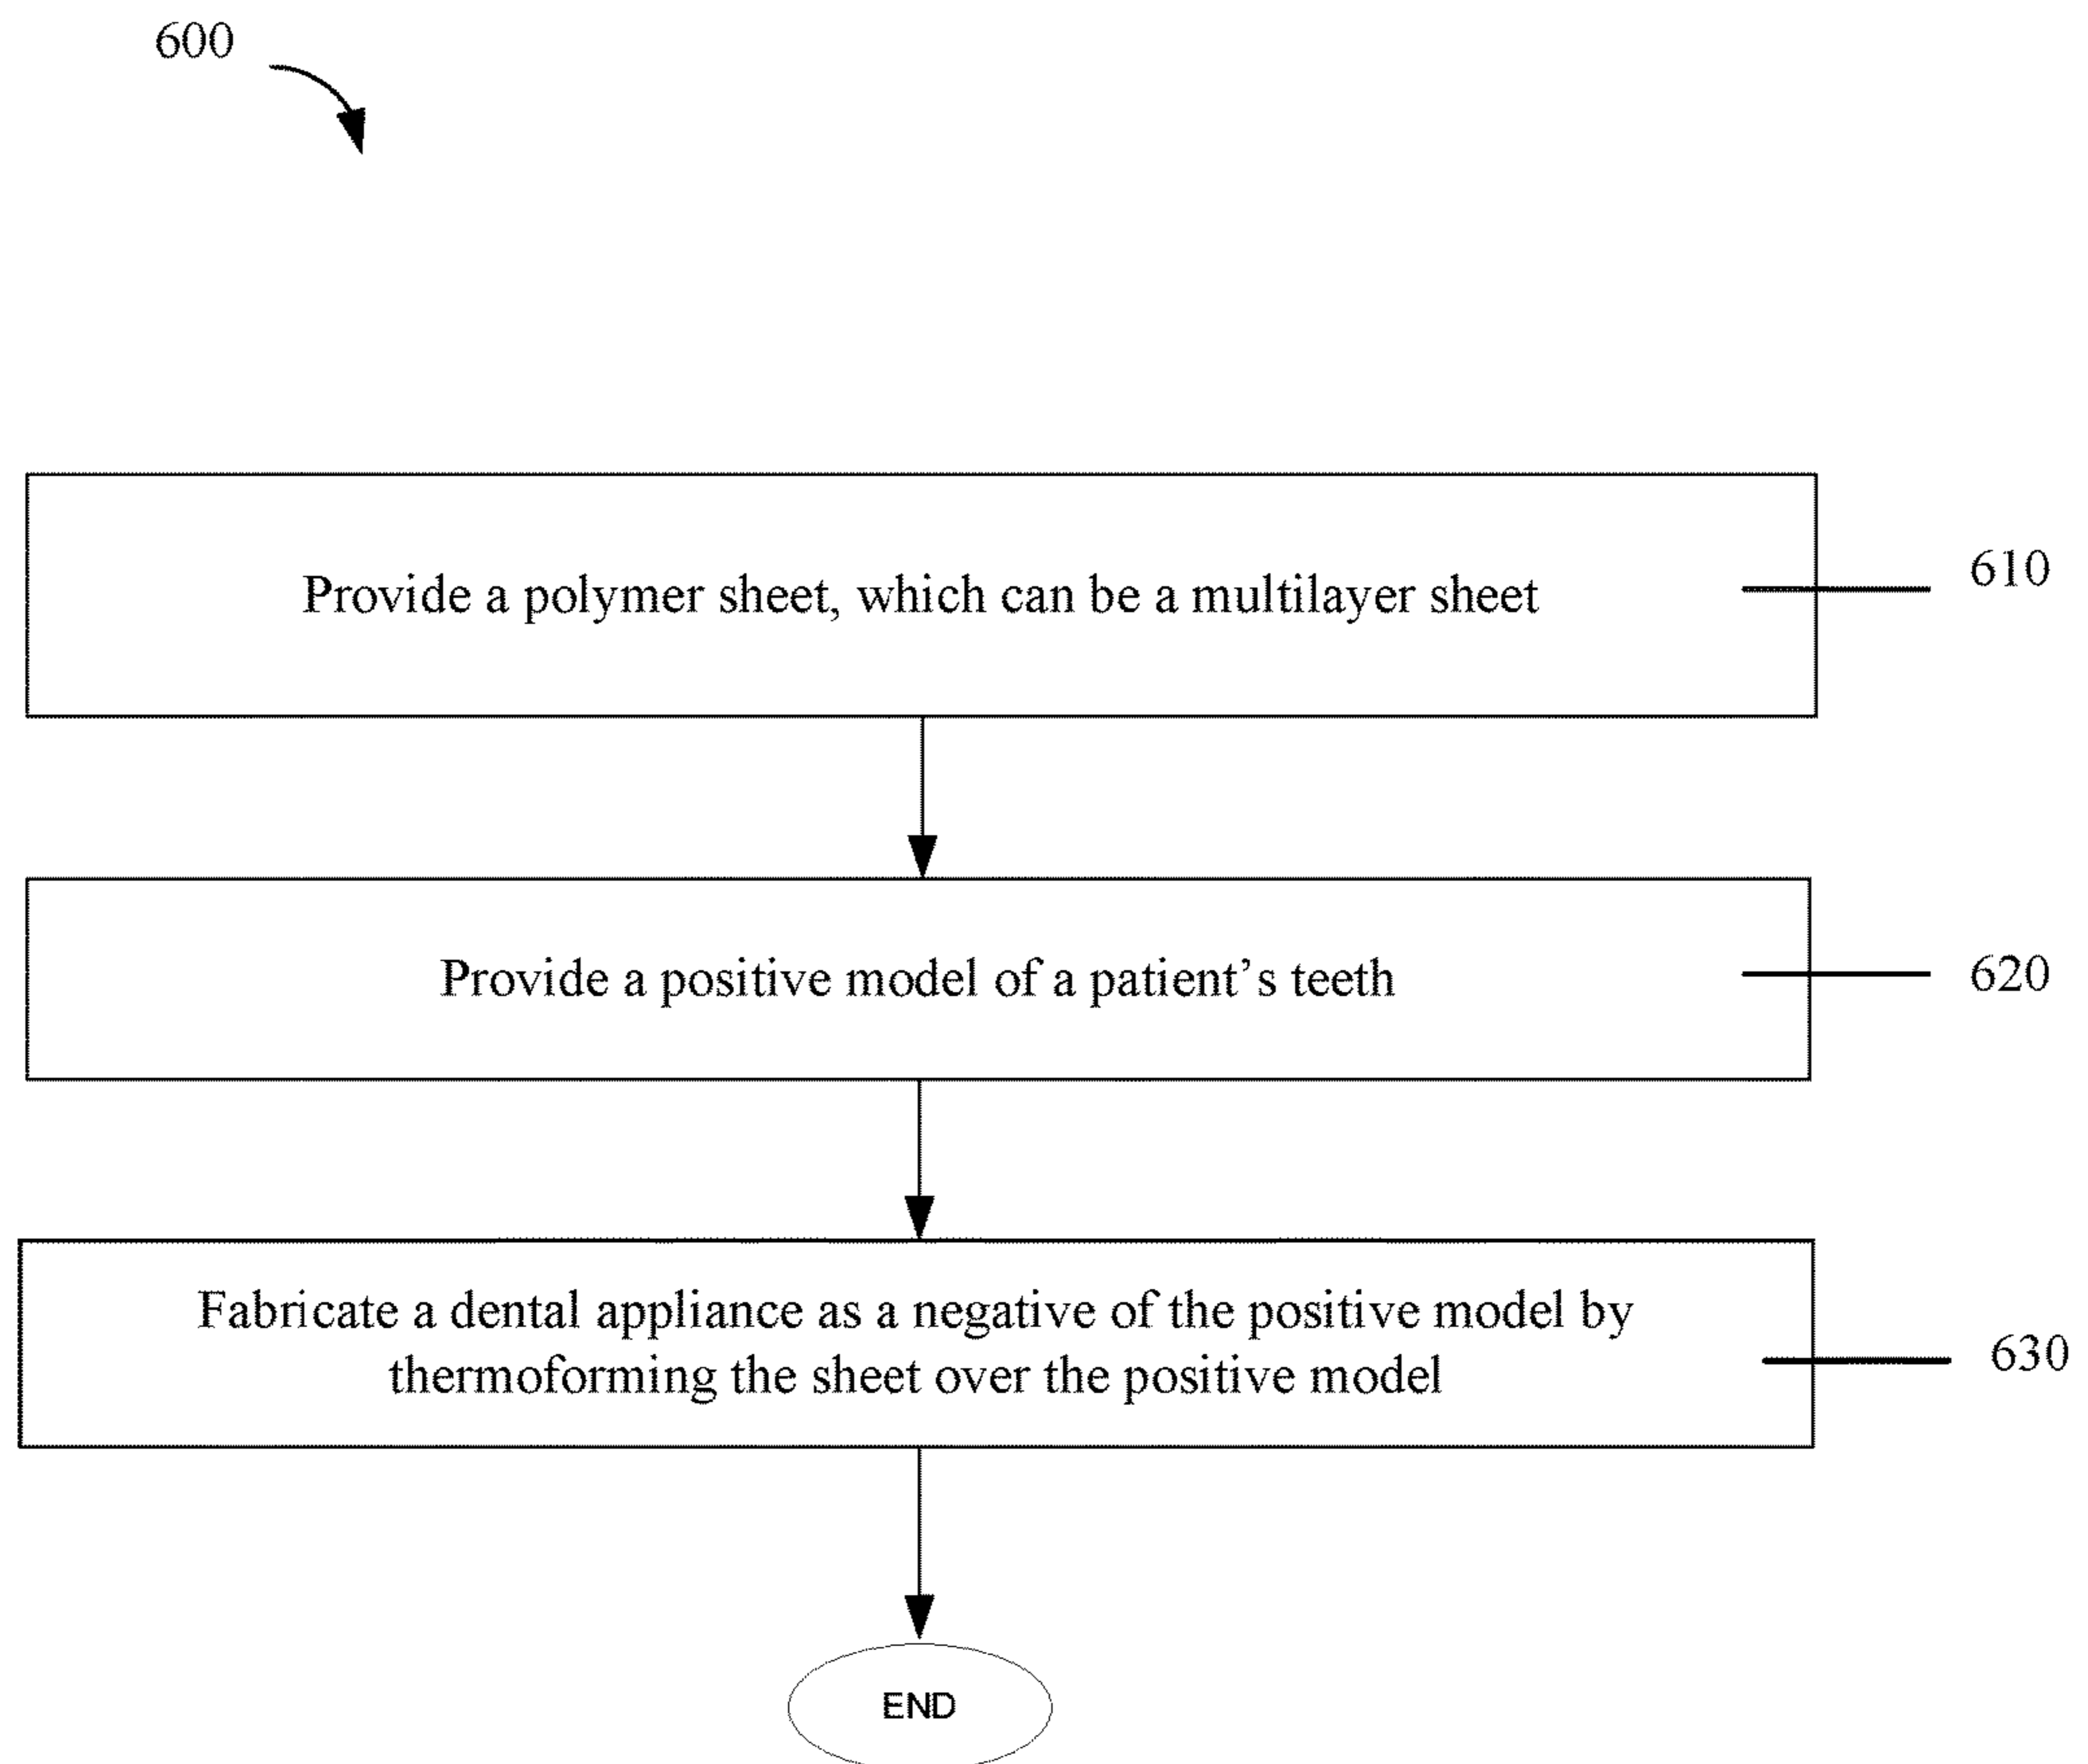 600
Provide a polymer sheet, which can be a multilayer sheet
610
Provide a positive model of a patient’s teeth
620
Fabricate a dental appliance as a negative of the positive model by
thermoforming the sheet over the positive model
630
END